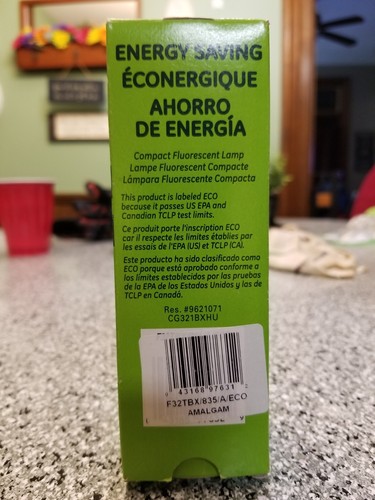 ENERGY SAVING
ÉCONERGIQUE
AHORRO
DE ENERGÍA
Compact Fluorescent Lamp
Lampe Fluorescent Compacte
Lámpara Fluorescente Compacta
This product is labeled ECO
because it passes US EPA and
Canadian TCLP test limits.
Ce produit porte l'inscription ECO
car il respecte les limites établies par
les essais de l'EPA (US) et TCLP (CA).
Este producto ha sido clasificado como
ECO porque está aprobado conforme a
los límites establecidos por las pruebas
de la EPA de los Estados Unidos y las de
TCLP en Canadá.
Res. #9621071
CG321BXHU
43168 97631
F32TBX/835/A/ECO
AMALGAM